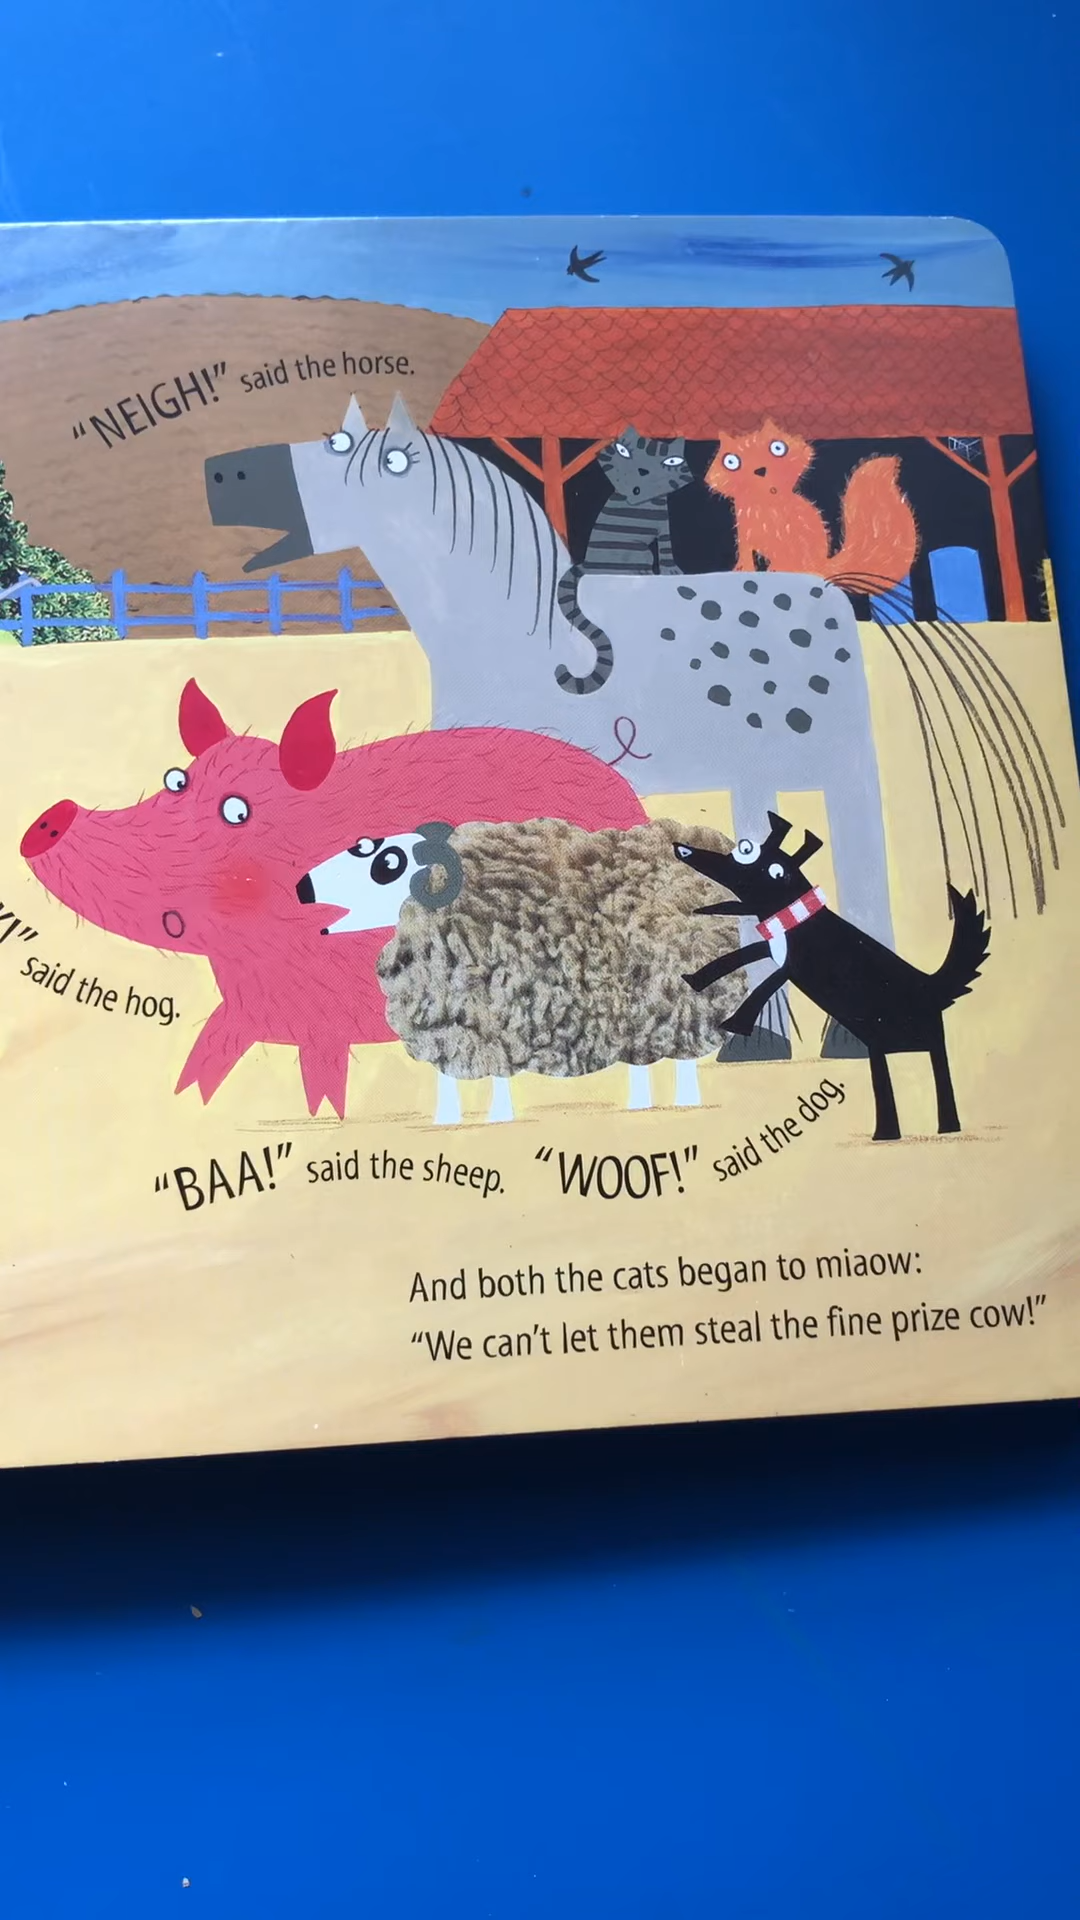 "NEIGH!" said the horse.
said the hog.
"BAA!" said the sheep. "WOOF!" said the dog.
And both the cats began to miaow:
"We can't let them steal the fine prize cow!"